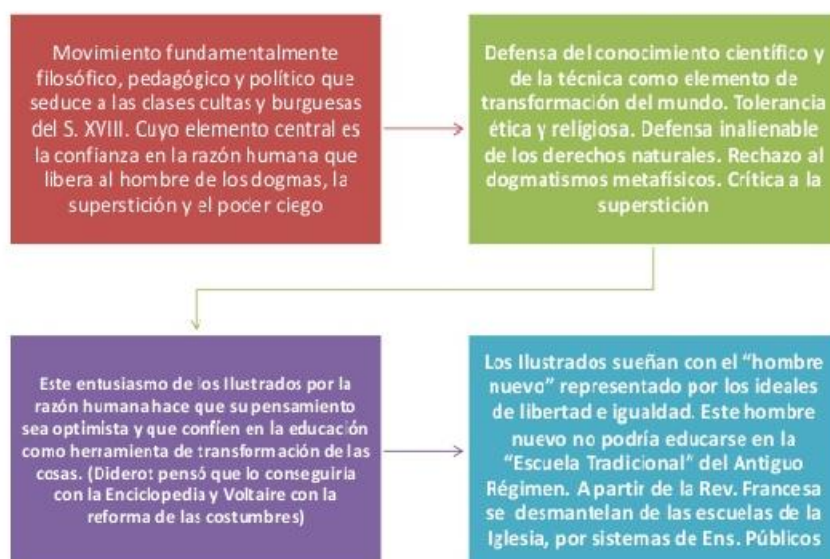 Movimiento fundamentalmente
filosófico, pedagógico y político que
seduce a las clases cultas y burguesas
del S. XVIII. Cuyo elemento central es
la confianza en la razón humana que
libera al hombre de los dogmas, la
superstición y el poder ciego
Defensa del conocimiento científico y
de la técnica como elemento de
transformación del mundo. Tolerancia
ética y religiosa. Defensa inalienable
de los derechos naturales. Rechazo al
dogmatismos metafísicos. Crítica a la
superstición
Este entusiasmo de los Ilustrados por la
razón humana hace que su pensamiento
sea optimista y que confíen en la educación
como herramienta de transformación de las
cosas. (Diderot pensó que lo conseguiría
con la Enciclopedia y Voltaire con la
reforma de las costumbres)
Los Ilustrados sueñan con el “hombre
nuevo” representado por los ideales
de libertad e igualdad. Este hombre
nuevo no podría educarse en la
“Escuela Tradicional” del Antiguo
Régimen. A partir de la Rev. Francesa
se desmantelan de las escuelas de la
Iglesia, por sistemas de Ens. Públicos